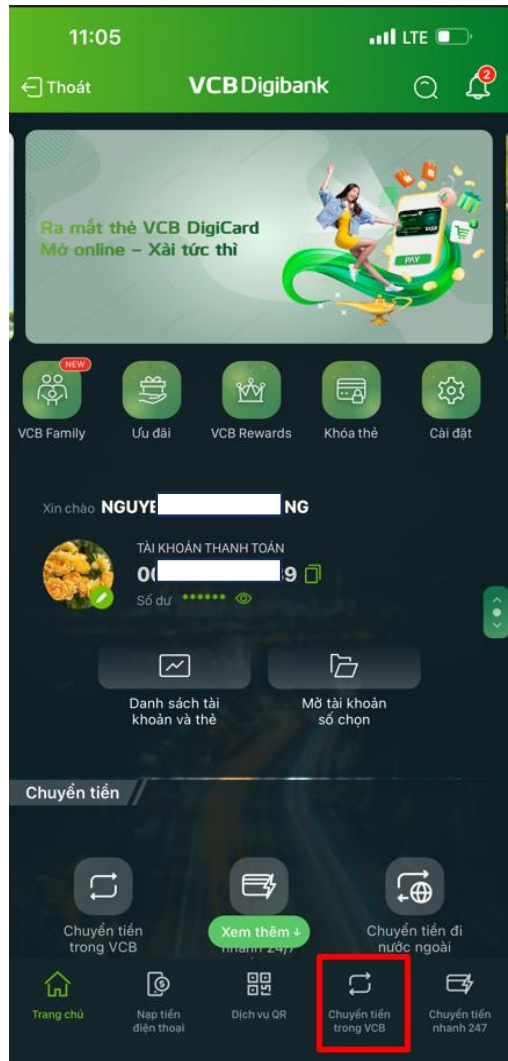 11:05
LTE
Thoát
VCB Digibank
2
Ra mắt thẻ VCB DigiCard
Mở online – Xài tức thì
VISA
PAY
NEW
VCB Family
Ưu đãi
VCB Rewards
Khóa thẻ
Cài đặt
Xin chào NGUYE NG
TÀI KHOẢN THANH TOÁN
00 39
Số dư ****** 
Danh sách tài
khoản và thẻ
Mở tài khoản
số chọn
Chuyển tiền
Chuyển tiền
trong VCB
Xem thêm ↓
nhanh 24/7
Chuyển tiền đi
nước ngoài
Trang chủ
Nạp tiền
điện thoại
Dịch vụ QR
Chuyển tiền
trong VCB
Chuyển tiền
nhanh 247